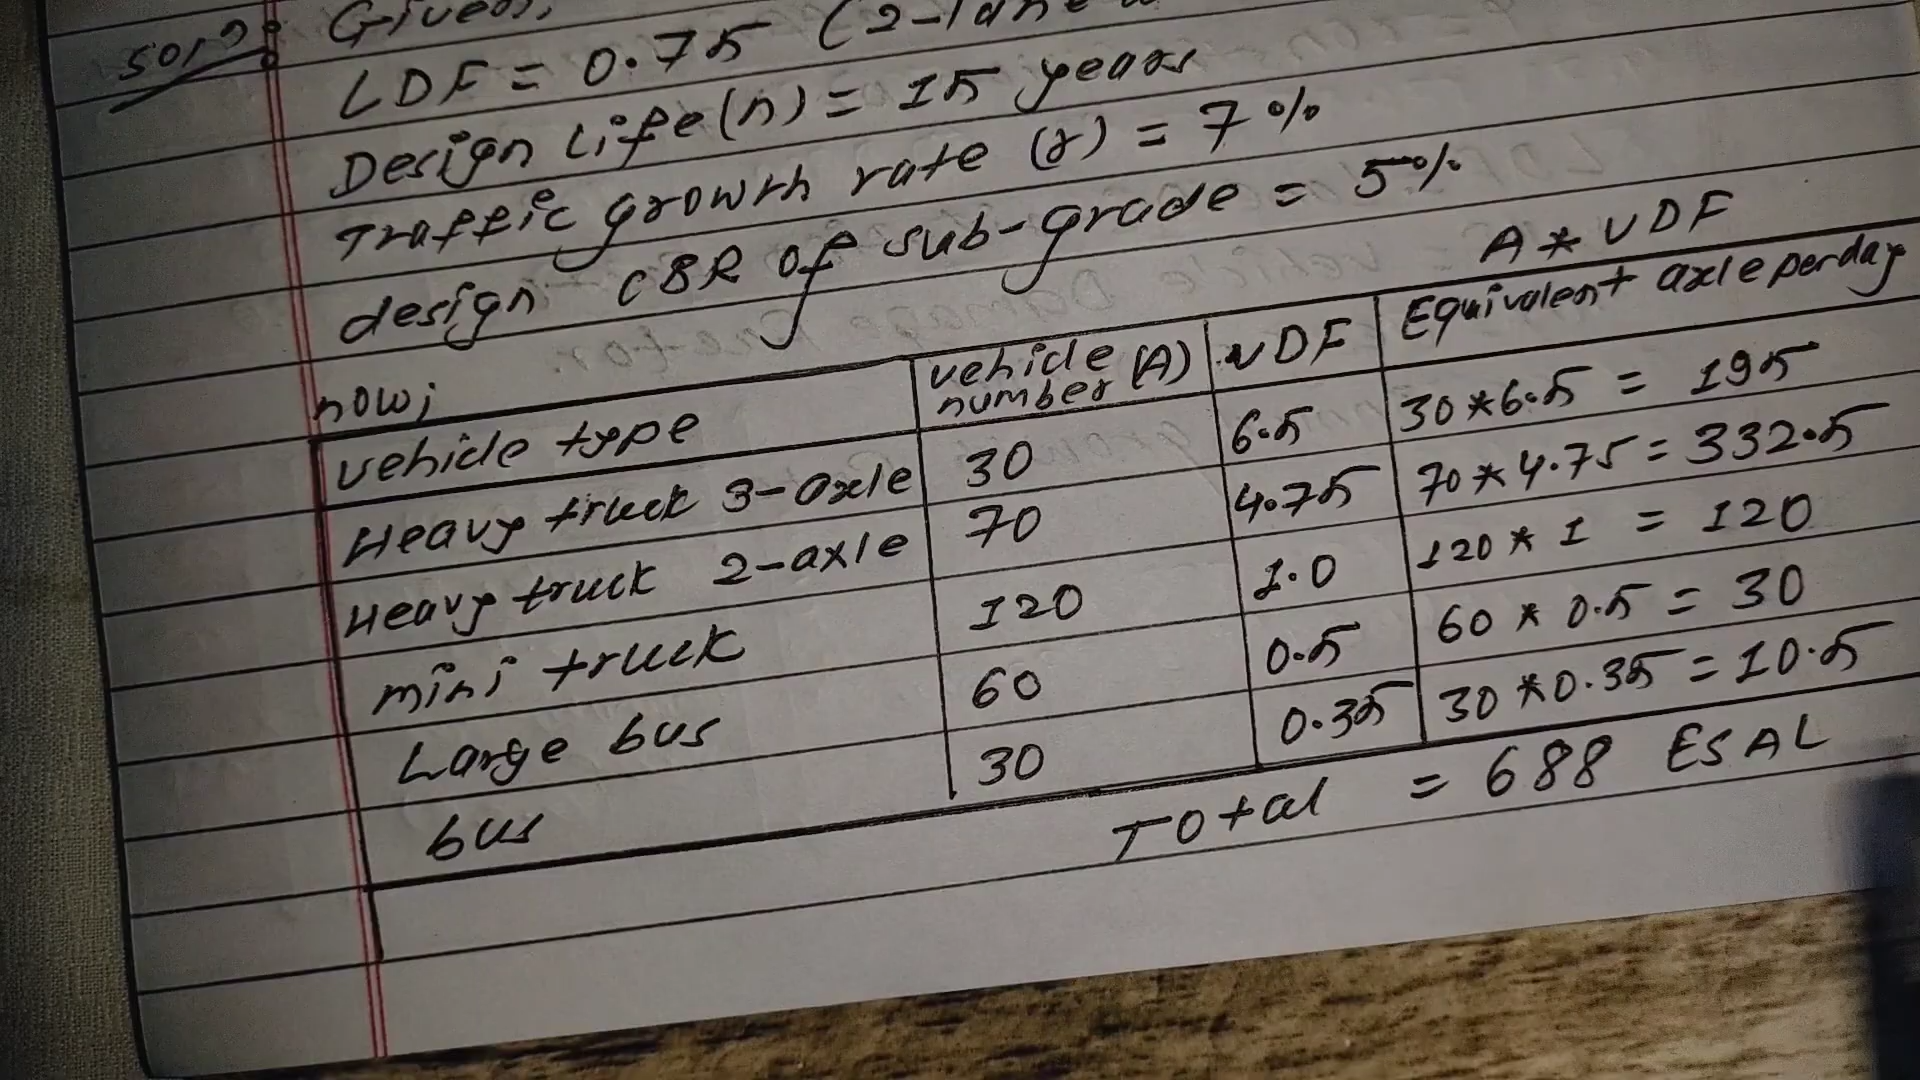 Soln: Given,
LDF = 0.75 (2-lane
Design life (n) = 15 years
Traffic growth rate (r) = 7%
design CBR of sub-grade = 5%
now;
A * VDF
vehicle type | vehicle number (A) | VDF | Equivalent axle per day
Heavy truck 3-axle | 30 | 6.5 | 30*6.5 = 195
Heavy truck 2-axle | 70 | 4.75 | 70*4.75 = 332.5
mini truck | 120 | 1.0 | 120 * 1 = 120
Large bus | 60 | 0.5 | 60 * 0.5 = 30
bus | 30 | 0.35 | 30 *0.35 = 10.5
Total = 688 ESAL